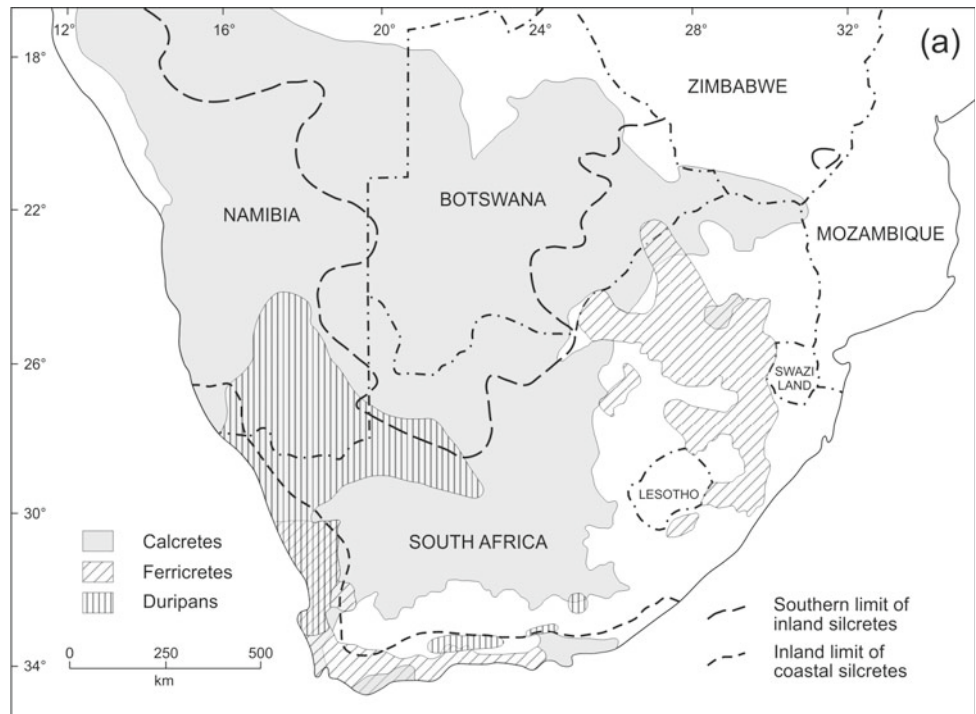 12°
16
20
24
28
32
(a)
18°
ZIMBABWE
22°
NAMIBIA
BOTSWANA
MOZAMBIQUE
26°
SWAZI
LAND
LESOTHO
30°
SOUTH AFRICA
Calcretes
Ferricretes
Duripans
34°
0 250 500
km
Southern limit of
inland silcretes
Inland limit of
coastal silcretes